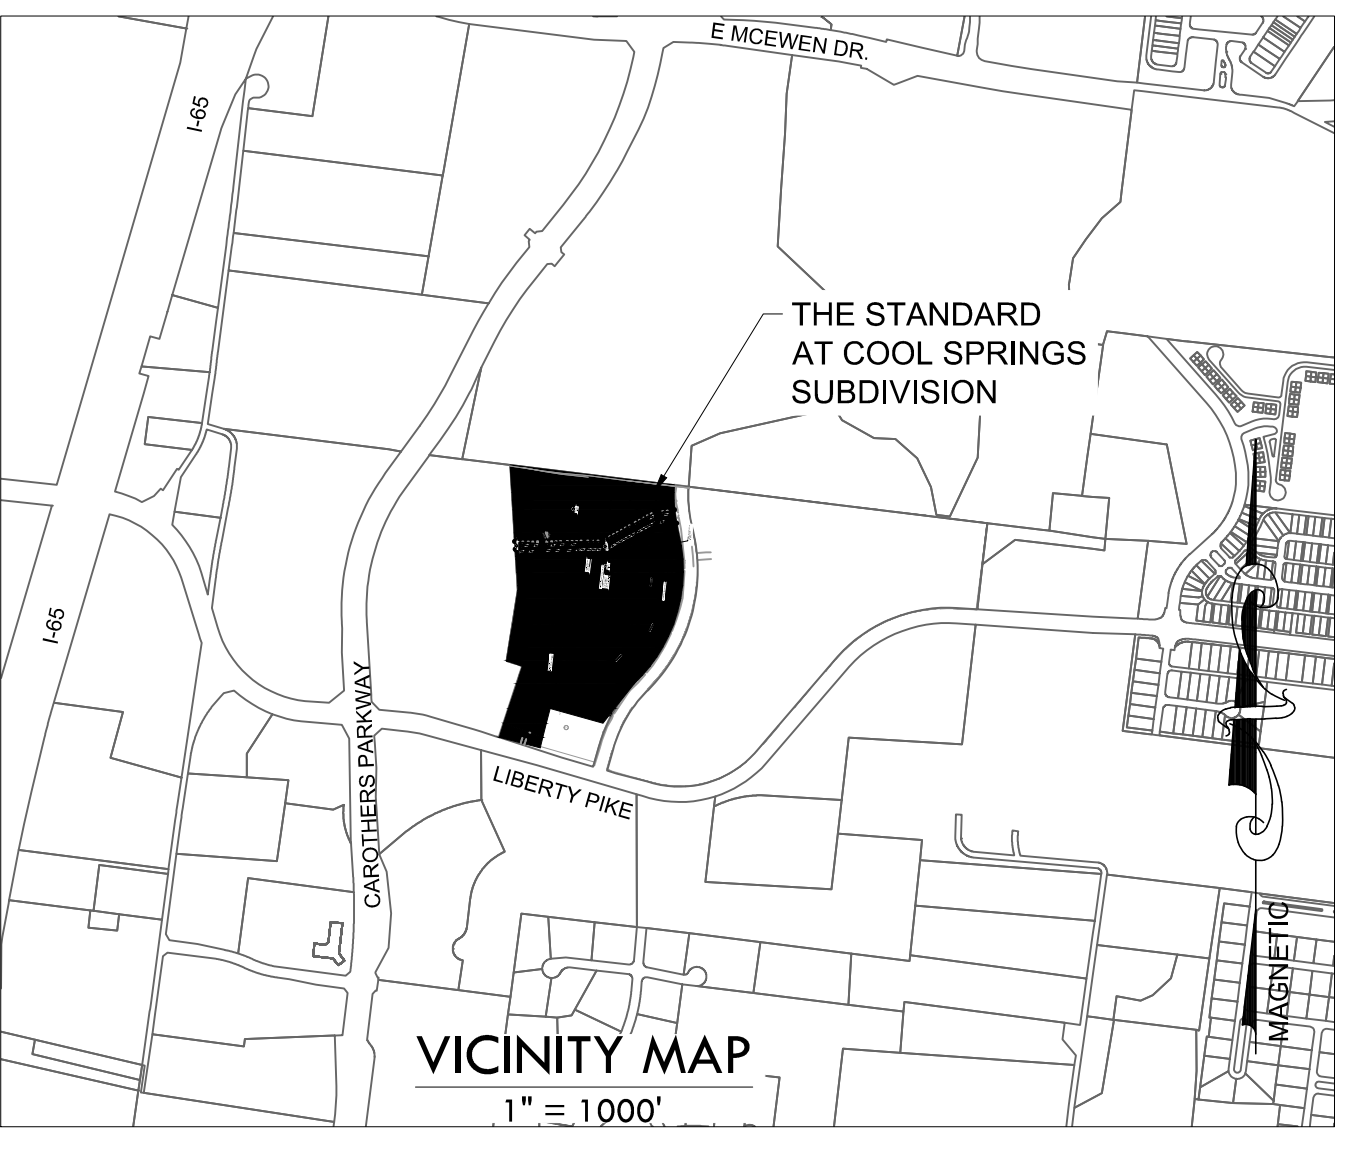 E MCEWEN DR.
I-65
THE STANDARD
AT COOL SPRINGS
SUBDIVISION
I-65
CAROTHERS PARKWAY
LIBERTY PIKE
MAGNETIC
VICINITY MAP
1" = 1000'